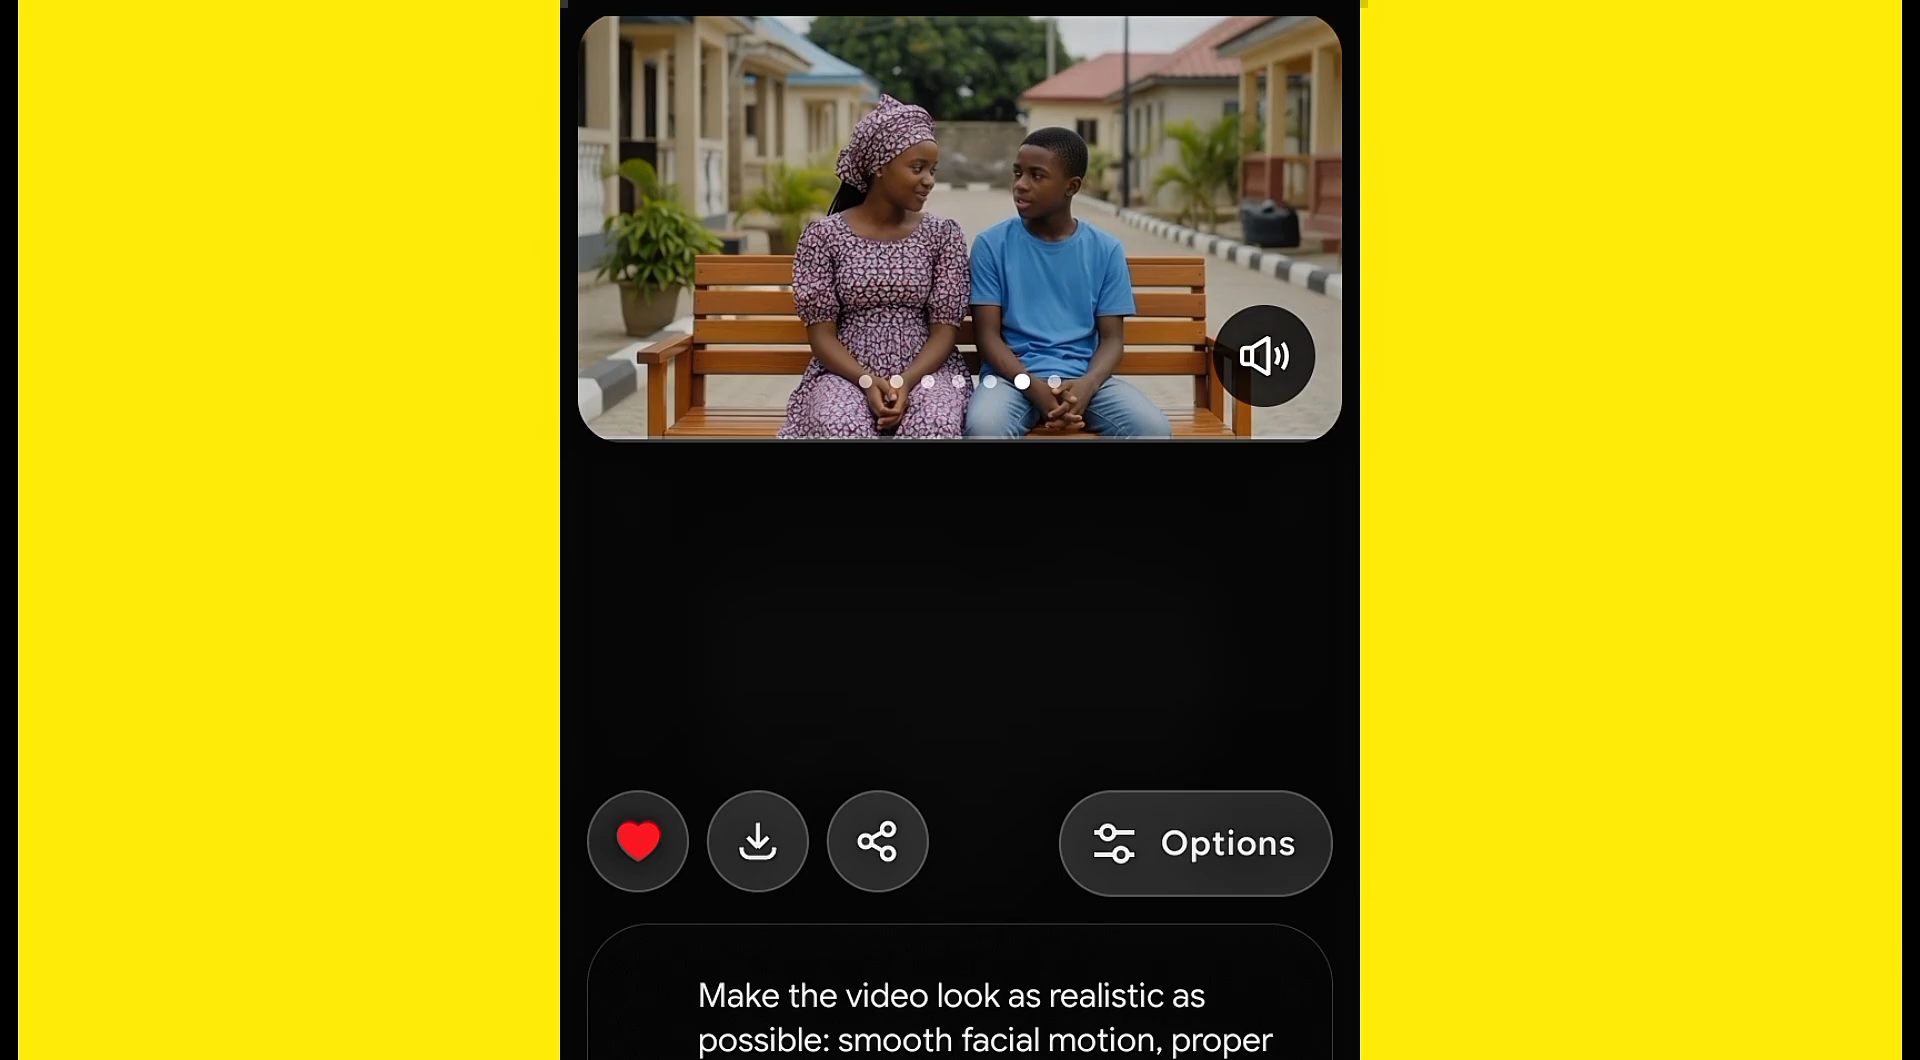 Options
Make the video look as realistic as
possible: smooth facial motion, proper